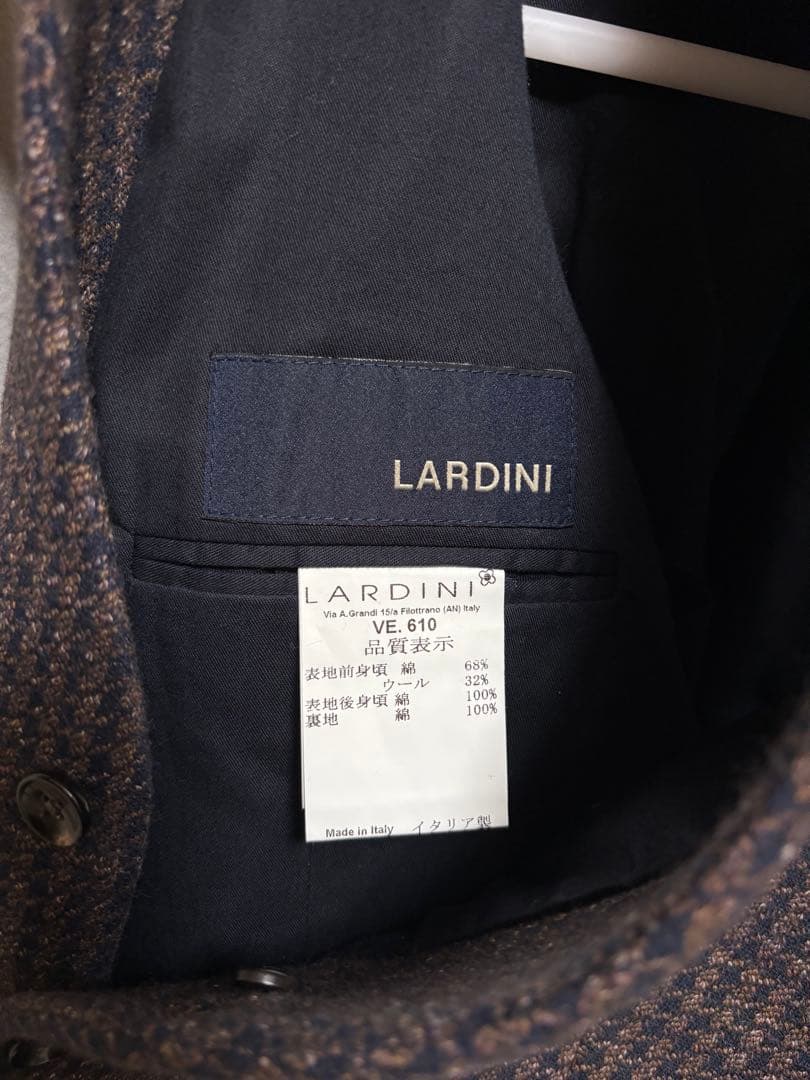 LARDINI
LARDINI
Via A.Grandi 15/a Filottrano (AN) Italy
VE. 610
品質表示
表地前身頃 綿 68%
ウール 32%
表地後身頃 綿 100%
裏地 綿 100%
Made in Italy イタリア製